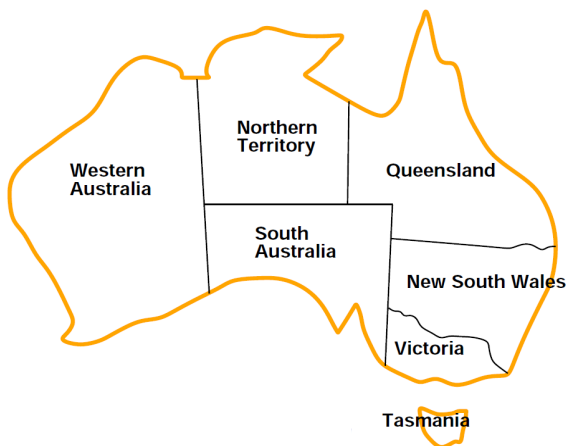 Northern
Territory
Western
Australia
Queensland
South
Australia
New South Wales
Victoria
Tasmania